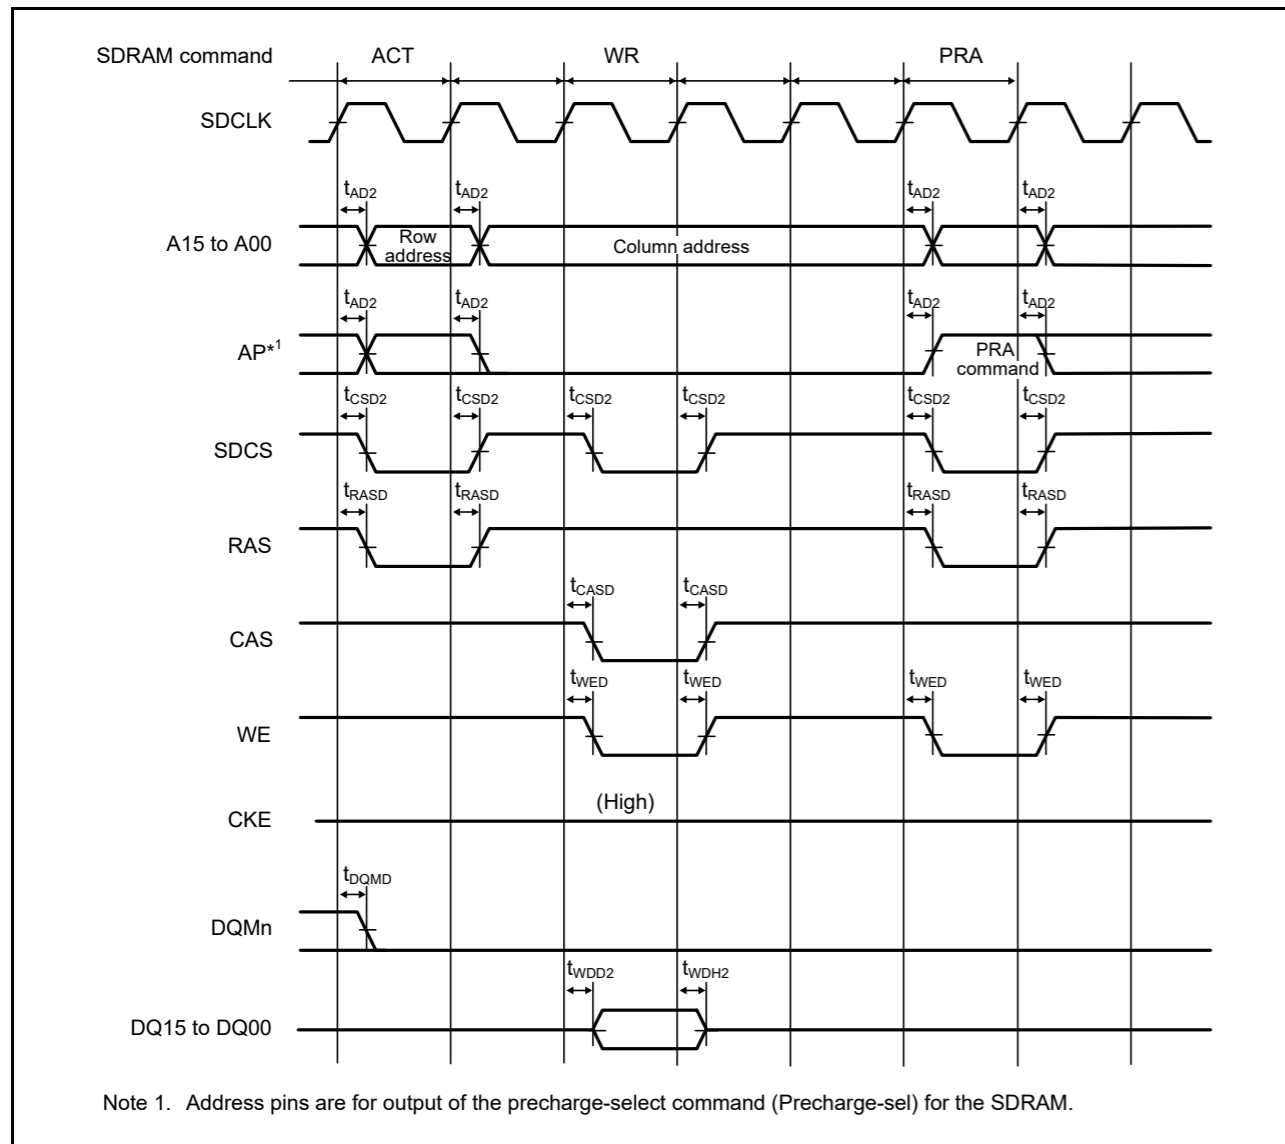 SDRAM command ACT WR PRA
SDCLK
tAD2 tAD2 tAD2 tAD2
A15 to A00 Row address Column address
tAD2 tAD2 tAD2 tAD2
AP*1 PRA command
tCSD2 tCSD2 tCSD2 tCSD2 tCSD2 tCSD2
SDCS
tRASD tRASD tRASD tRASD
RAS
tCASD tCASD
CAS
tWED tWED tWED tWED
WE
(High)
CKE
tDQMD
DQMn
tWDD2 tWDH2
DQ15 to DQ00
Note 1. Address pins are for output of the precharge-select command (Precharge-sel) for the SDRAM.